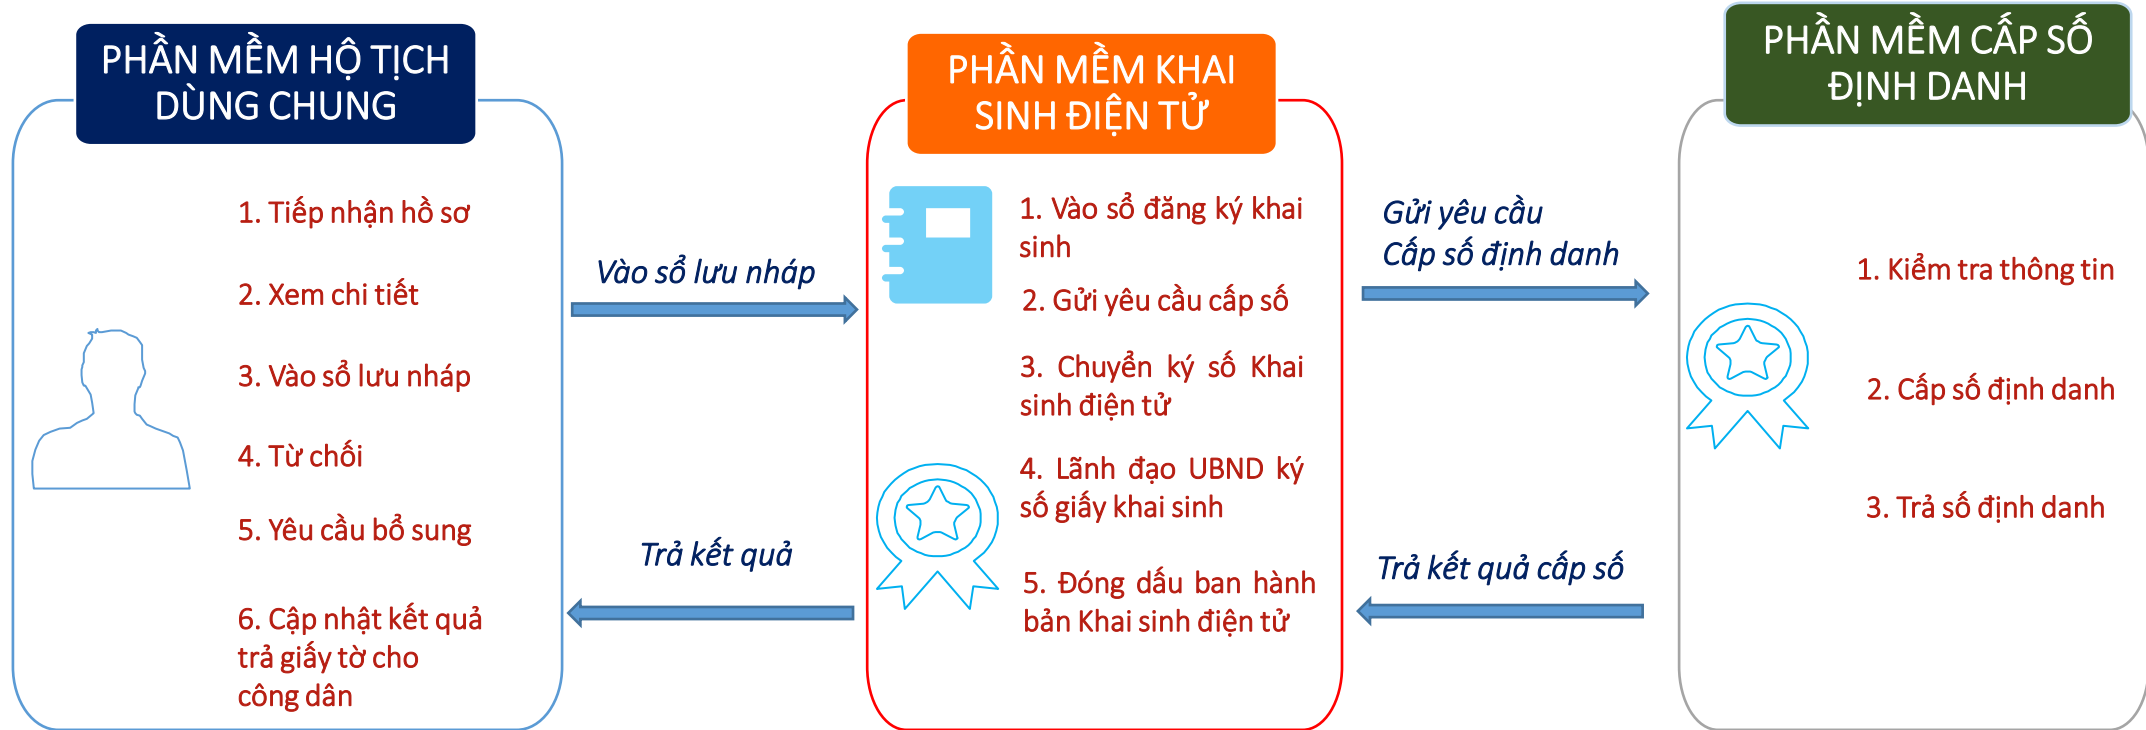 PHẦN MỀM HỘ TỊCH
DÙNG CHUNG
1. Tiếp nhận hồ sơ
2. Xem chi tiết
3. Vào sổ lưu nháp
4. Từ chối
5. Yêu cầu bổ sung
6. Cập nhật kết quả
trả giấy tờ cho
công dân
Vào sổ lưu nháp
Trả kết quả
PHẦN MỀM KHAI
SINH ĐIỆN TỬ
1. Vào sổ đăng ký khai
sinh
2. Gửi yêu cầu cấp số
3. Chuyển ký số Khai
sinh điện tử
4. Lãnh đạo UBND ký
số giấy khai sinh
5. Đóng dấu ban hành
bản Khai sinh điện tử
Gửi yêu cầu
Cấp số định danh
Trả kết quả cấp số
PHẦN MỀM CẤP SỐ
ĐỊNH DANH
1. Kiểm tra thông tin
2. Cấp số định danh
3. Trả số định danh